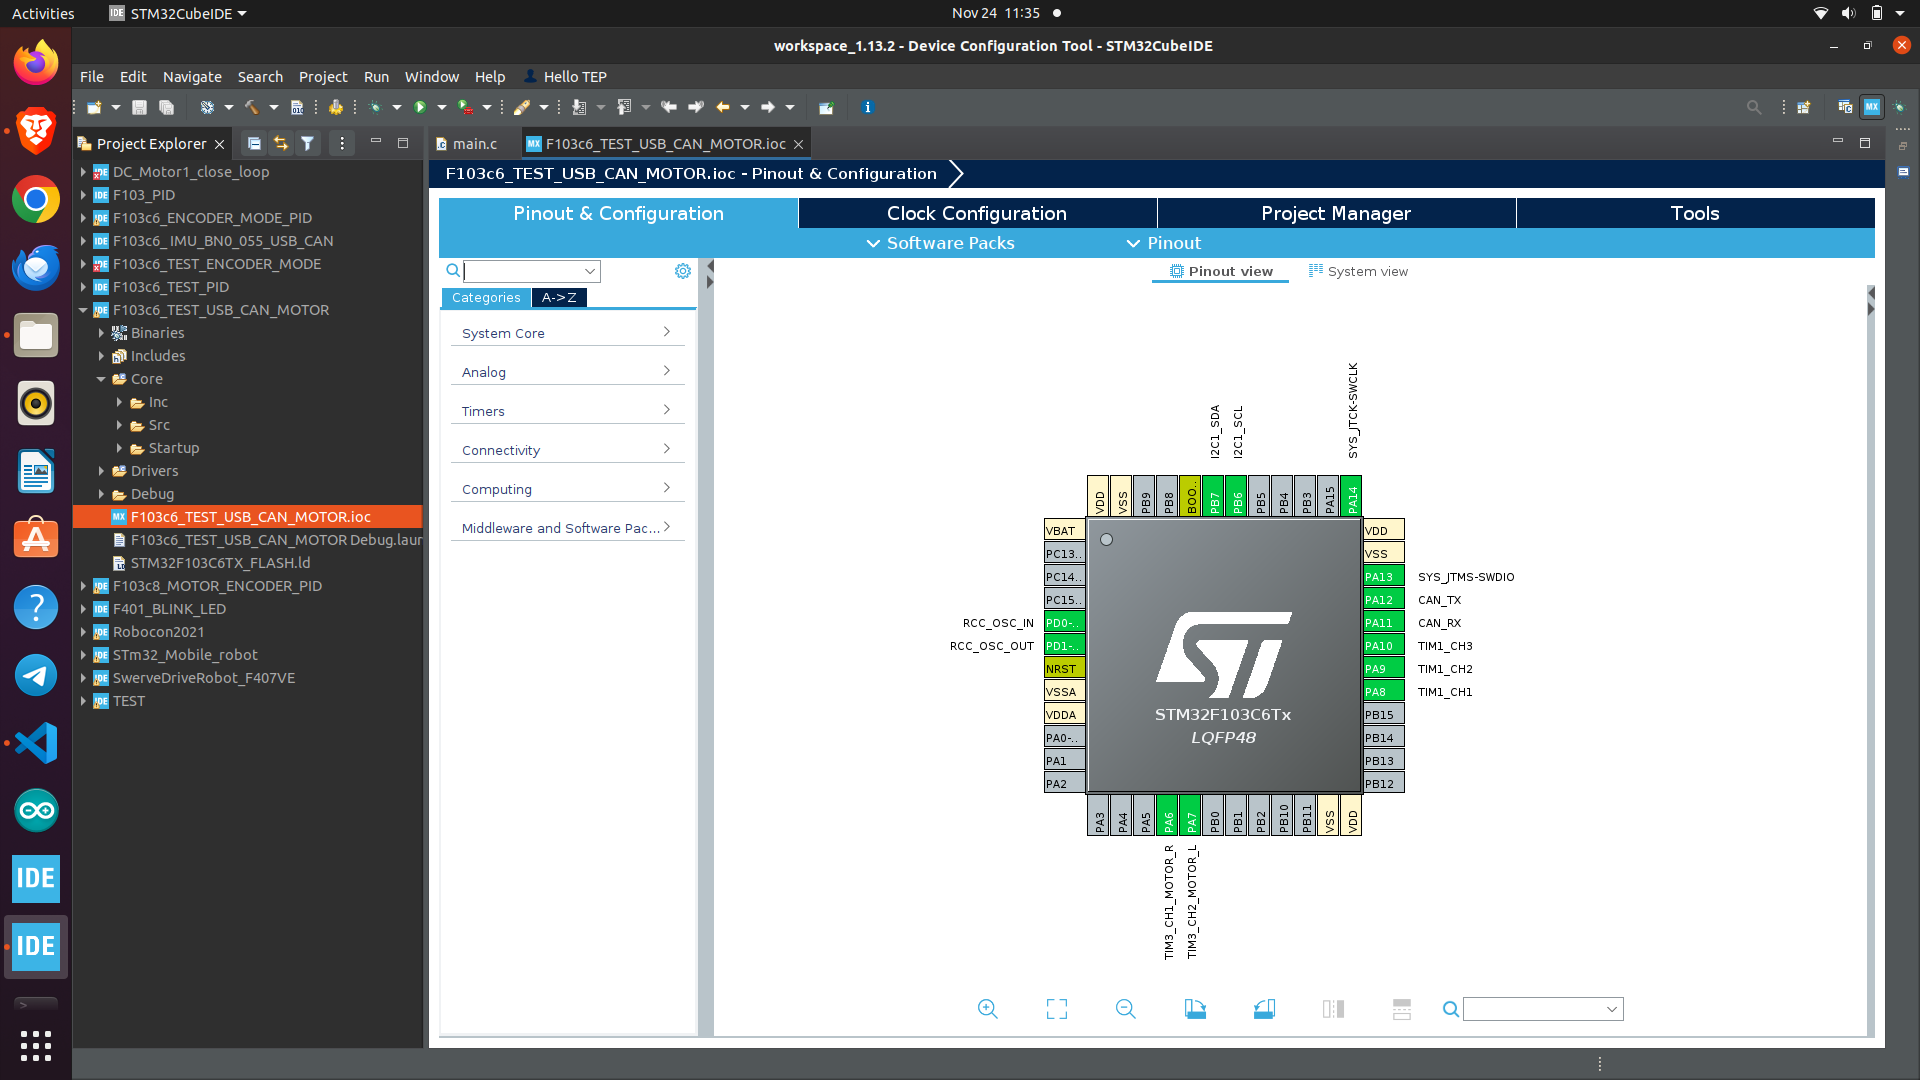 Activities
STM32CubeIDE
Nov 24 11:35
workspace_1.13.2 - Device Configuration Tool - STM32CubeIDE
File Edit Navigate Search Project Run Window Help Hello TEP
Project Explorer
DC_Motor1_close_loop
F103_PID
F103c6_ENCODER_MODE_PID
F103c6_ IMU_BN0_055_USB_CAN
F103c6_TEST_ENCODER_MODE
F103c6_TEST_PID
F103c6_TEST_USB_CAN_MOTOR
Binaries
Includes
Core
Inc
Src
Startup
Drivers
Debug
F103c6_TEST_USB_CAN_MOTOR.ioc
F103c6_TEST_USB_CAN_MOTOR Debug.laun
STM32F103C6TX_FLASH.ld
F103c8_MOTOR_ENCODER_PID
F401_BLINK_LED
Robocon2021
STm32_Mobile_robot
SwerveDriveRobot_F407VE
TEST
main.c
F103c6_TEST_USB_CAN_MOTOR.ioc
F103c6_TEST_USB_CAN_MOTOR.ioc - Pinout & Configuration
Pinout & Configuration
Clock Configuration
Project Manager
Tools
Software Packs
Pinout
Categories
A->Z
System Core
Analog
Timers
Connectivity
Computing
Middleware and Software Pac...
Pinout view
System view
I2C1_SDA
I2C1_SCL
SYS_JTCK-SWCLK
VDD
VSS
PB9
PB8
BOO..
PB7
PB6
PB5
PB4
PB3
PA15
PA14
VBAT
PC13..
PC14..
PC15..
RCC_OSC_IN PD0-..
RCC_OSC_OUT PD1-..
NRST
VSSA
VDDA
PA0-..
PA1
PA2
VDD
VSS
PA13 SYS_JTMS-SWDIO
PA12 CAN_TX
PA11 CAN_RX
PA10 TIM1_CH3
PA9 TIM1_CH2
PA8 TIM1_CH1
PB15
PB14
PB13
PB12
ST
STM32F103C6Tx
LQFP48
PA3
PA4
PA5
PA6
PA7
PB0
PB1
PB2
PB10
PB11
VSS
VDD
TIM3_CH1_MOTOR_R
TIM3_CH2_MOTOR_L
IDE
IDE